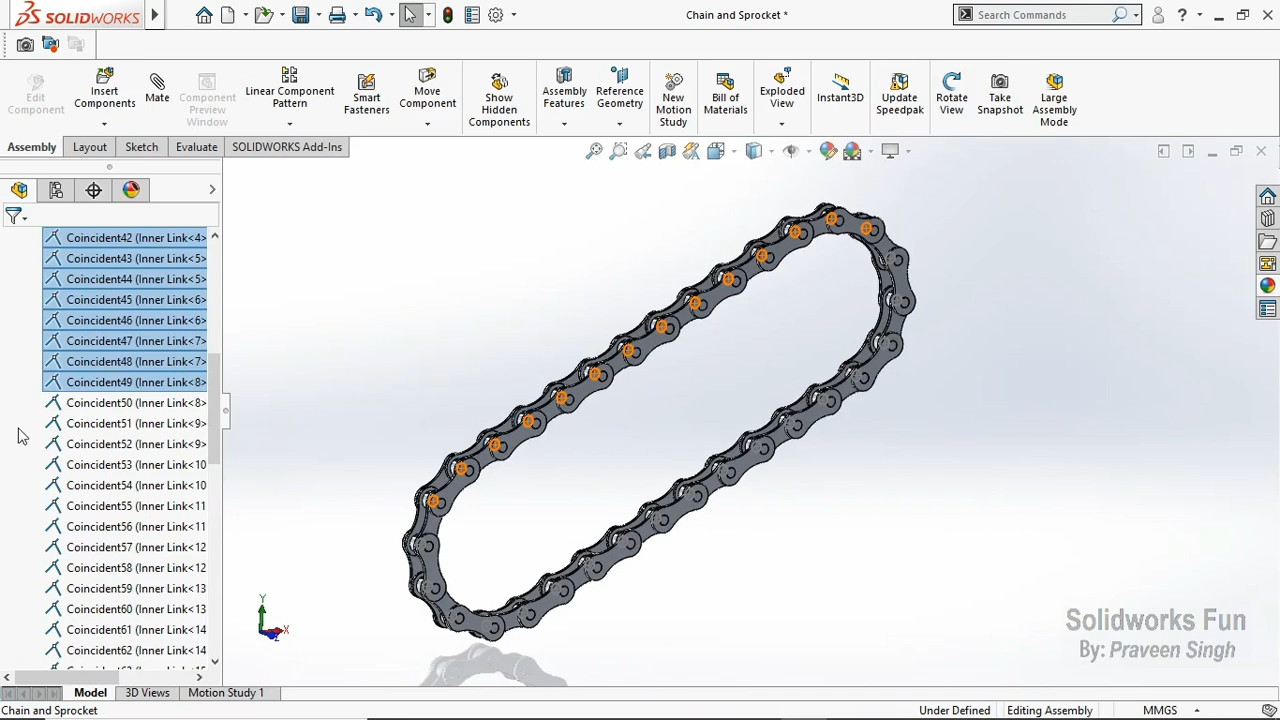 SOLIDWORKS
Chain and Sprocket *
Search Commands
?
Edit Component
Insert Components
Mate
Component Preview Window
Linear Component Pattern
Smart Fasteners
Move Component
Show Hidden Components
Assembly Features
Reference Geometry
New Motion Study
Bill of Materials
Exploded View
Instant3D
Update Speedpak
Rotate View
Take Snapshot
Large Assembly Mode
Assembly
Layout
Sketch
Evaluate
SOLIDWORKS Add-Ins
Coincident42 (Inner Link<4>
Coincident43 (Inner Link<5>
Coincident44 (Inner Link<5>
Coincident45 (Inner Link<6>
Coincident46 (Inner Link<6>
Coincident47 (Inner Link<7>
Coincident48 (Inner Link<7>
Coincident49 (Inner Link<8>
Coincident50 (Inner Link<8>
Coincident51 (Inner Link<9>
Coincident52 (Inner Link<9>
Coincident53 (Inner Link<10
Coincident54 (Inner Link<10
Coincident55 (Inner Link<11
Coincident56 (Inner Link<11
Coincident57 (Inner Link<12
Coincident58 (Inner Link<12
Coincident59 (Inner Link<13
Coincident60 (Inner Link<13
Coincident61 (Inner Link<14
Coincident62 (Inner Link<14
Y
X
Z
Solidworks Fun
By: Praveen Singh
Model
3D Views
Motion Study 1
Chain and Sprocket
Under Defined
Editing Assembly
MMGS